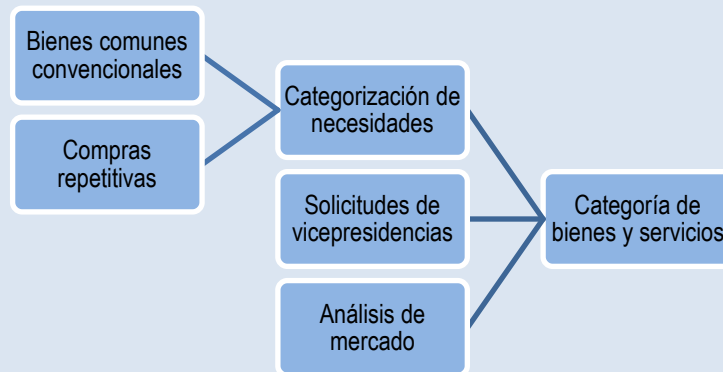 Bienes comunes
convencionales
Compras
repetitivas
Categorización de
necesidades
Solicitudes de
vicepresidencias
Análisis de
mercado
Categoría de
bienes y servicios